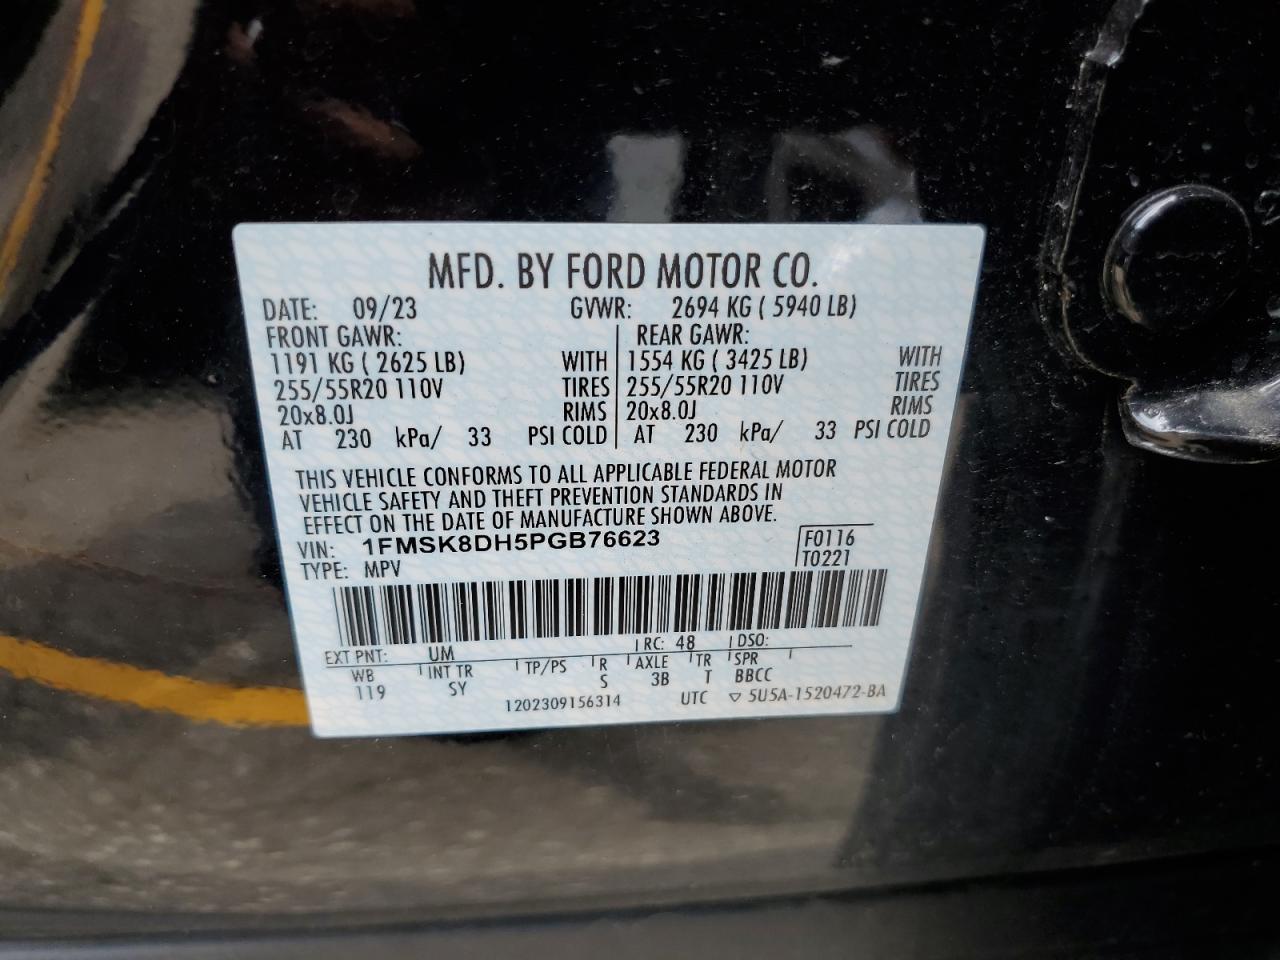 MFD. BY FORD MOTOR CO.
DATE: 09/23 GVWR: 2694 KG ( 5940 LB)
FRONT GAWR: REAR GAWR:
1191 KG ( 2625 LB) WITH 1554 KG ( 3425 LB) WITH
255/55R20 110V TIRES 255/55R20 110V TIRES
20x8.0J RIMS 20x8.0J RIMS
AT 230 kPa/ 33 PSI COLD AT 230 kPa/ 33 PSI COLD
THIS VEHICLE CONFORMS TO ALL APPLICABLE FEDERAL MOTOR
VEHICLE SAFETY AND THEFT PREVENTION STANDARDS IN
EFFECT ON THE DATE OF MANUFACTURE SHOWN ABOVE.
VIN: 1FMSK8DH5PGB76623 F0116
TYPE: MPV T0221
EXT PNT: UM RC: 48 DSO:
WB INT TR TP/PS R AXLE TR SPR
119 SY S 3B T BBCC
1202309156314 UTC ▽ 5U5A-1520472-BA